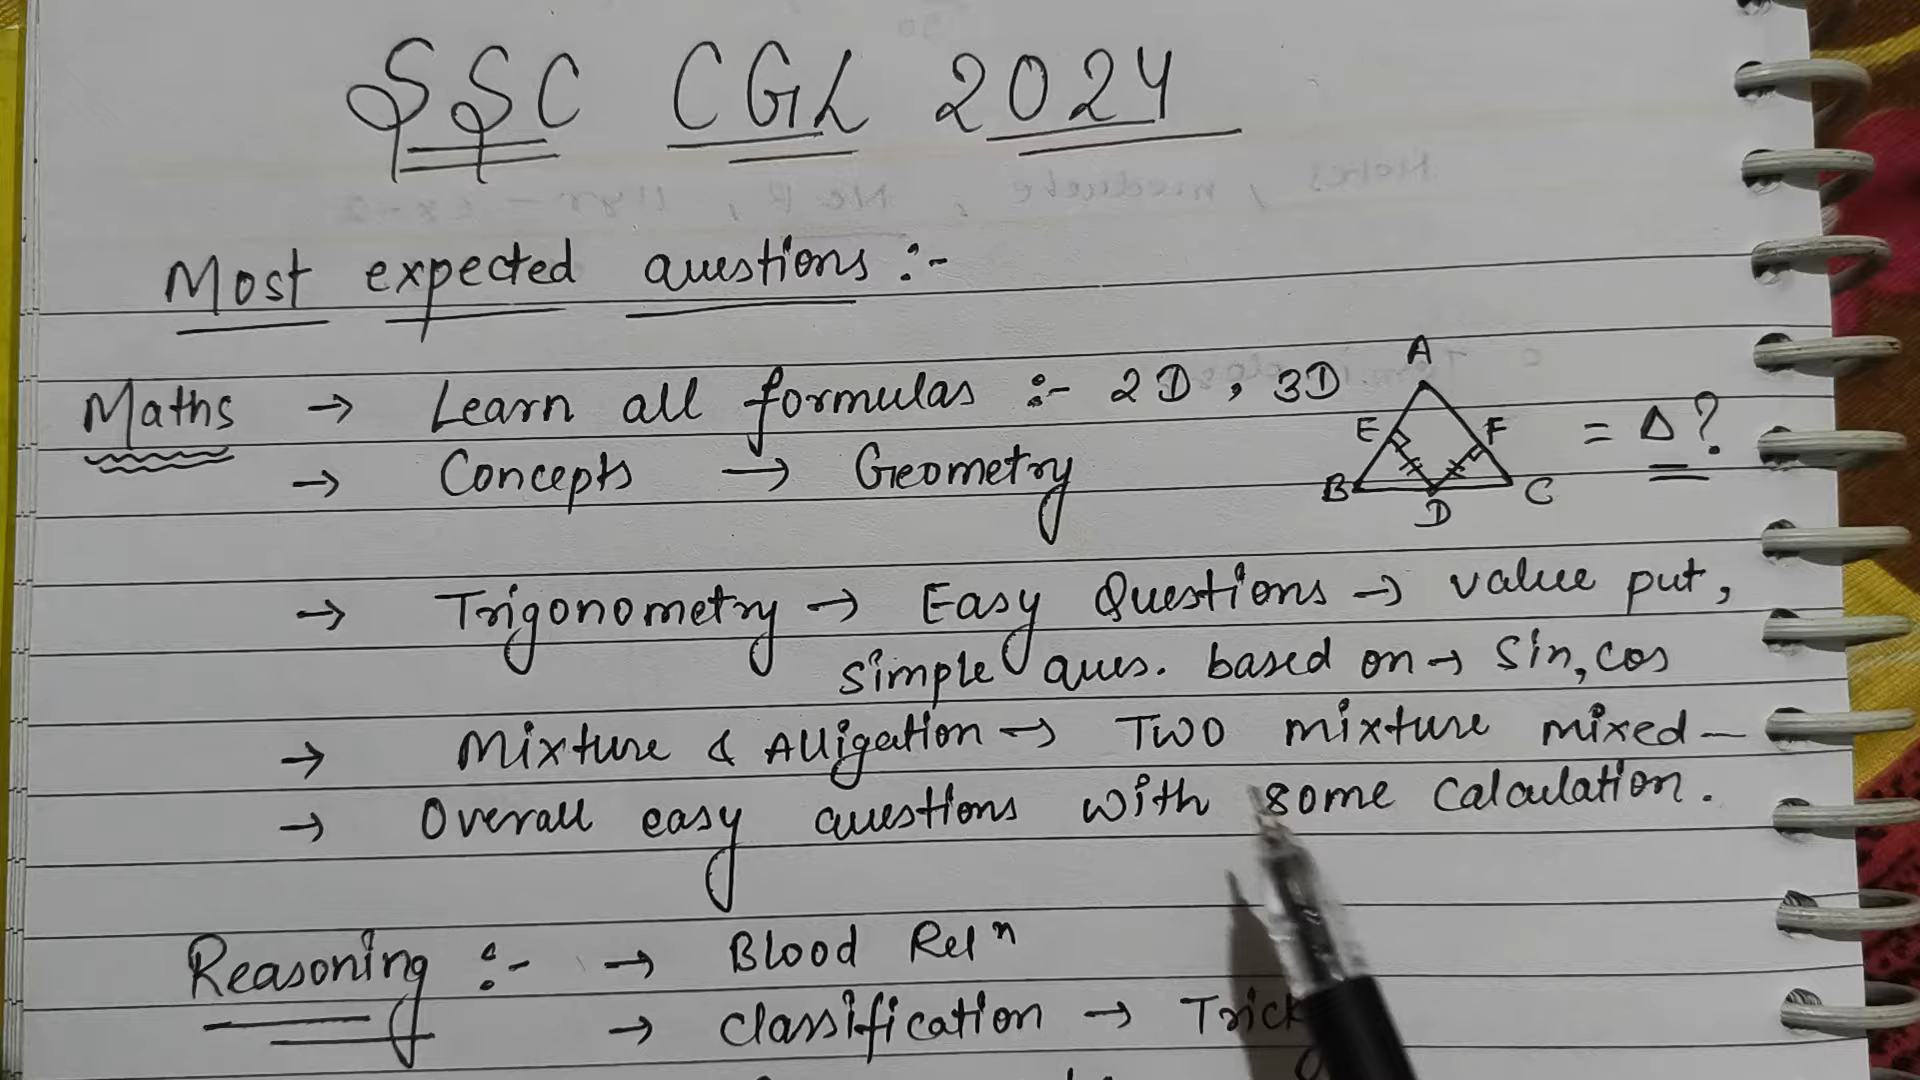 SSC CGL 2024
Most expected questions :-
Maths → Learn all formulas :- 2D, 3D
→ Concepts → Geometry
A
E F
B D C
= Δ ?
→ Trigonometry → Easy Questions → value put,
simple ques. based on → Sin, cos
→ Mixture & Alligation → Two mixture mixed —
→ Overall easy questions with some calculation.
Reasoning :- → Blood Relⁿ
→ classification →